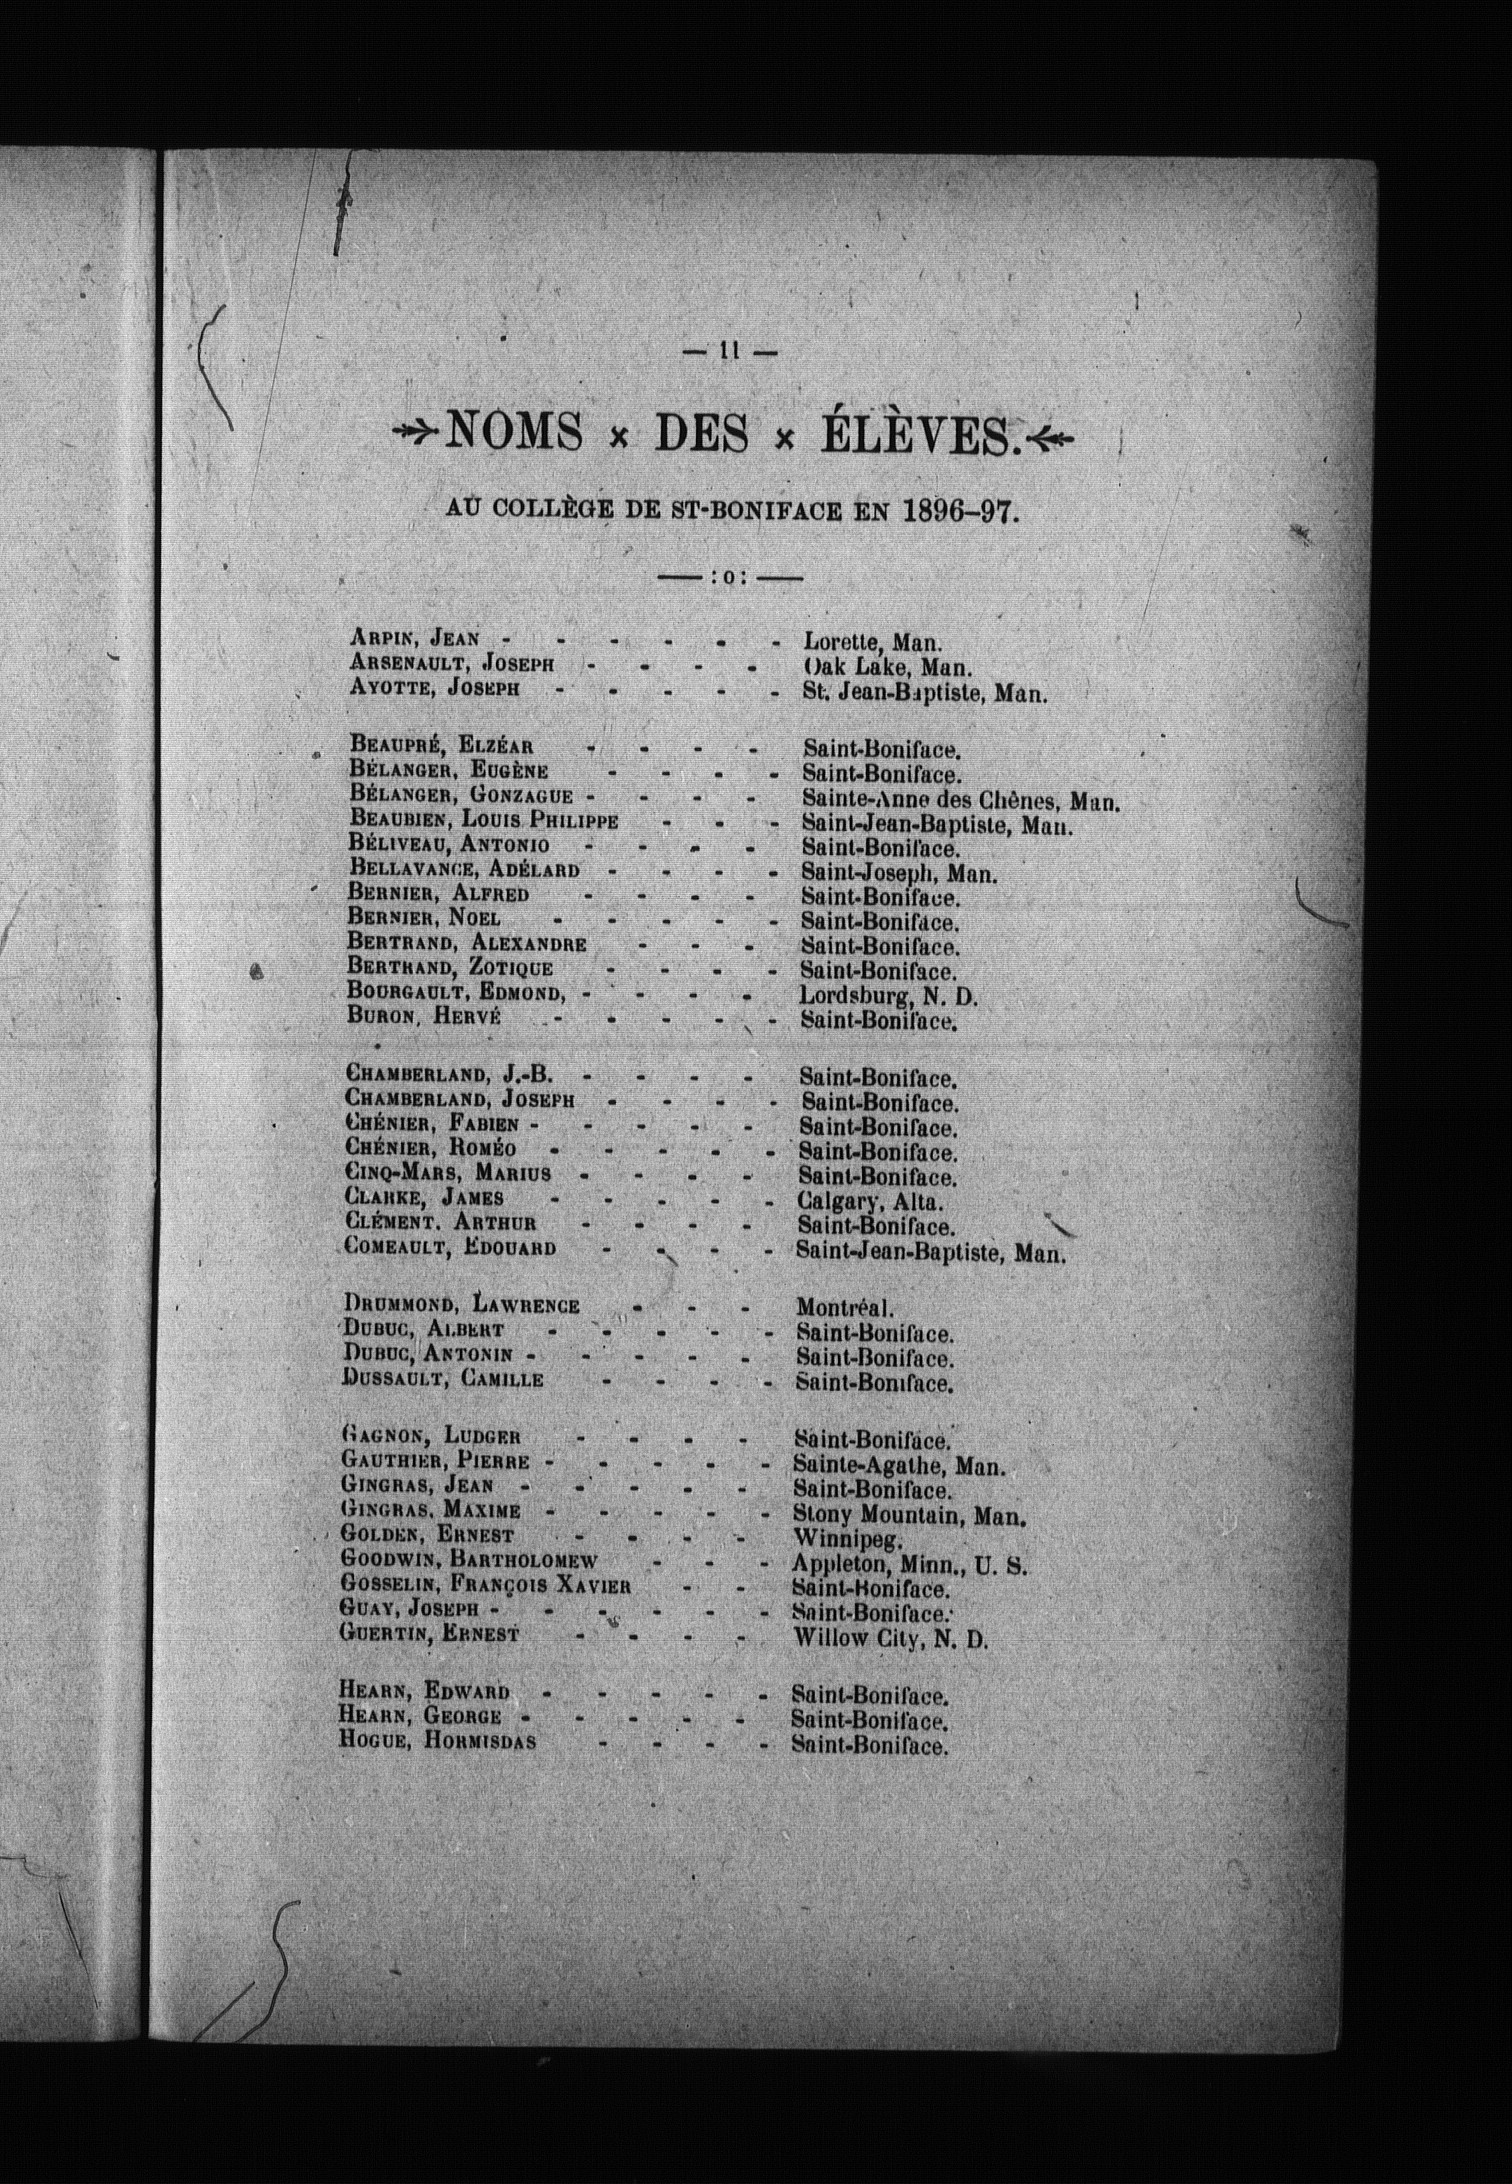 — 11 —
NOMS × DES × ÉLÈVES.
AU COLLÈGE DE ST-BONIFACE EN 1896–97.
—— :o: ——
ARPIN, JEAN - - - - - - Lorette, Man.
ARSENAULT, JOSEPH - - - - Oak Lake, Man.
AYOTTE, JOSEPH - - - - - St. Jean-Baptiste, Man.
BEAUPRÉ, ELZÉAR - - - - Saint-Boniface.
BÉLANGER, EUGÈNE - - - - Saint-Boniface.
BÉLANGER, GONZAGUE - - - - Sainte-Anne des Chênes, Man.
BEAUBIEN, LOUIS PHILIPPE - - - Saint-Jean-Baptiste, Man.
BÉLIVEAU, ANTONIO - - - - Saint-Boniface.
BELLAVANCE, ADÉLARD - - - - Saint-Joseph, Man.
BERNIER, ALFRED - - - - Saint-Boniface.
BERNIER, NOEL - - - - - Saint-Boniface.
BERTRAND, ALEXANDRE - - - Saint-Boniface.
BERTRAND, ZOTIQUE - - - - Saint-Boniface.
BOURGAULT, EDMOND, - - - - Lordsburg, N. D.
BURON, HERVÉ - - - - - Saint-Boniface.
CHAMBERLAND, J.-B. - - - - Saint-Boniface.
CHAMBERLAND, JOSEPH - - - - Saint-Boniface.
CHÉNIER, FABIEN - - - - - Saint-Boniface.
CHÉNIER, ROMÉO - - - - - Saint-Boniface.
CINQ-MARS, MARIUS - - - - Saint-Boniface.
CLARKE, JAMES - - - - - Calgary, Alta.
CLÉMENT. ARTHUR - - - - Saint-Boniface.
COMEAULT, EDOUARD - - - - Saint-Jean-Baptiste, Man.
DRUMMOND, LAWRENCE - - - Montréal.
DUBUC, ALBERT - - - - - Saint-Boniface.
DUBUC, ANTONIN - - - - - Saint-Boniface.
DUSSAULT, CAMILLE - - - - Saint-Boniface.
GAGNON, LUDGER - - - - Saint-Boniface.
GAUTHIER, PIERRE - - - - - Sainte-Agathe, Man.
GINGRAS, JEAN - - - - - Saint-Boniface.
GINGRAS, MAXIME - - - - - Stony Mountain, Man.
GOLDEN, ERNEST - - - - Winnipeg.
GOODWIN, BARTHOLOMEW - - - Appleton, Minn., U. S.
GOSSELIN, FRANÇOIS XAVIER - - Saint-Boniface.
GUAY, JOSEPH - - - - - - Saint-Boniface.
GUERTIN, ERNEST - - - - Willow City, N. D.
HEARN, EDWARD - - - - - Saint-Boniface.
HEARN, GEORGE - - - - - Saint-Boniface.
HOGUE, HORMISDAS - - - - Saint-Boniface.